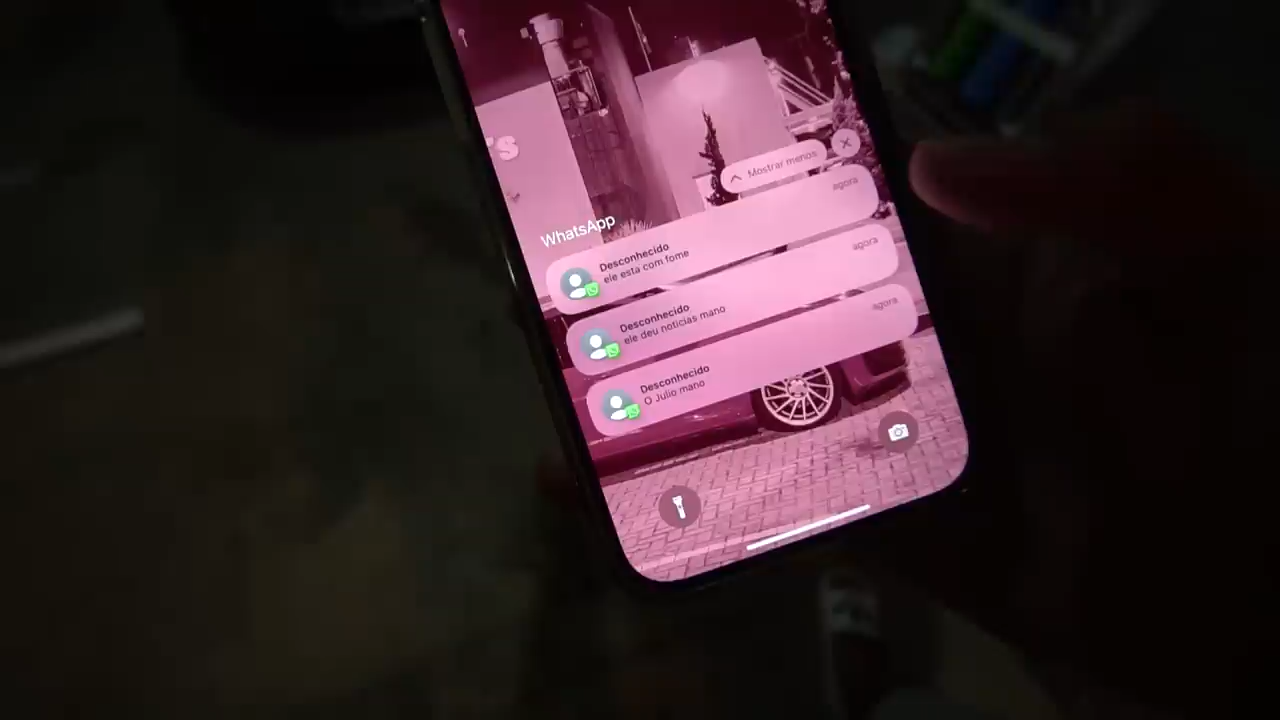 'S
Mostrar menos
WhatsApp
agora
Desconhecido
ele esta com fome
agora
Desconhecido
ele deu noticias mano
agora
Desconhecido
O Julio mano